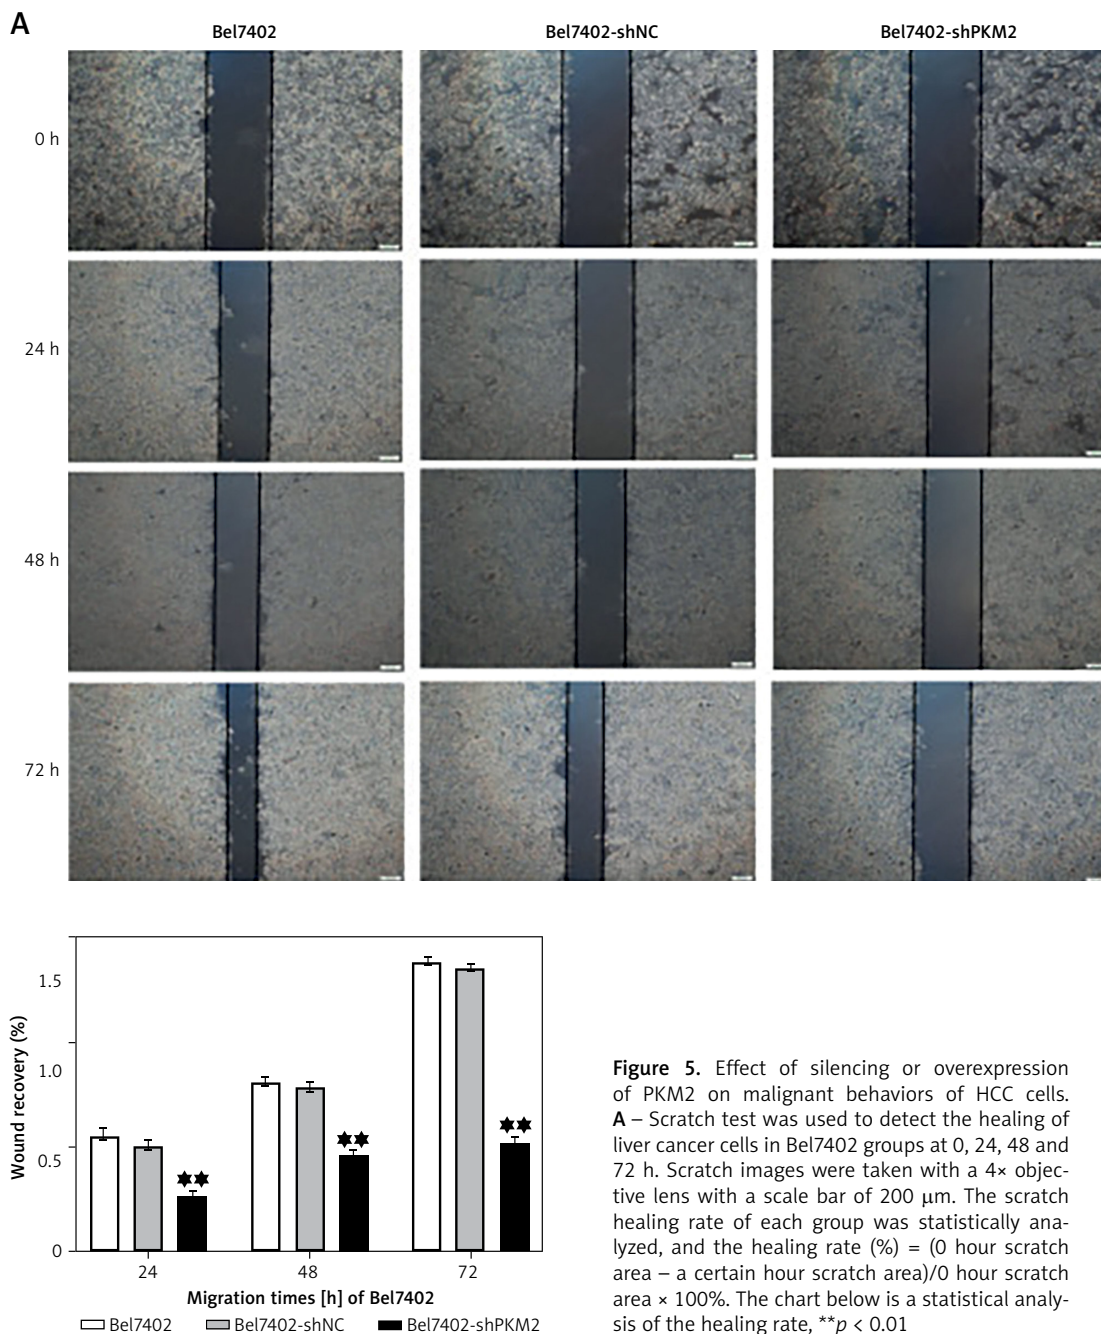 A
Bel7402
Bel7402-shNC
Bel7402-shPKM2
0 h
24 h
48 h
72 h
Wound recovery (%)
1.5
1.0
0.5
0
24
48
72
Migration times [h] of Bel7402
Bel7402
Bel7402-shNC
Bel7402-shPKM2
Figure 5. Effect of silencing or overexpression
of PKM2 on malignant behaviors of HCC cells.
A – Scratch test was used to detect the healing of
liver cancer cells in Bel7402 groups at 0, 24, 48 and
72 h. Scratch images were taken with a 4× objec-
tive lens with a scale bar of 200 μm. The scratch
healing rate of each group was statistically ana-
lyzed, and the healing rate (%) = (0 hour scratch
area – a certain hour scratch area)/0 hour scratch
area × 100%. The chart below is a statistical analy-
sis of the healing rate, **p < 0.01